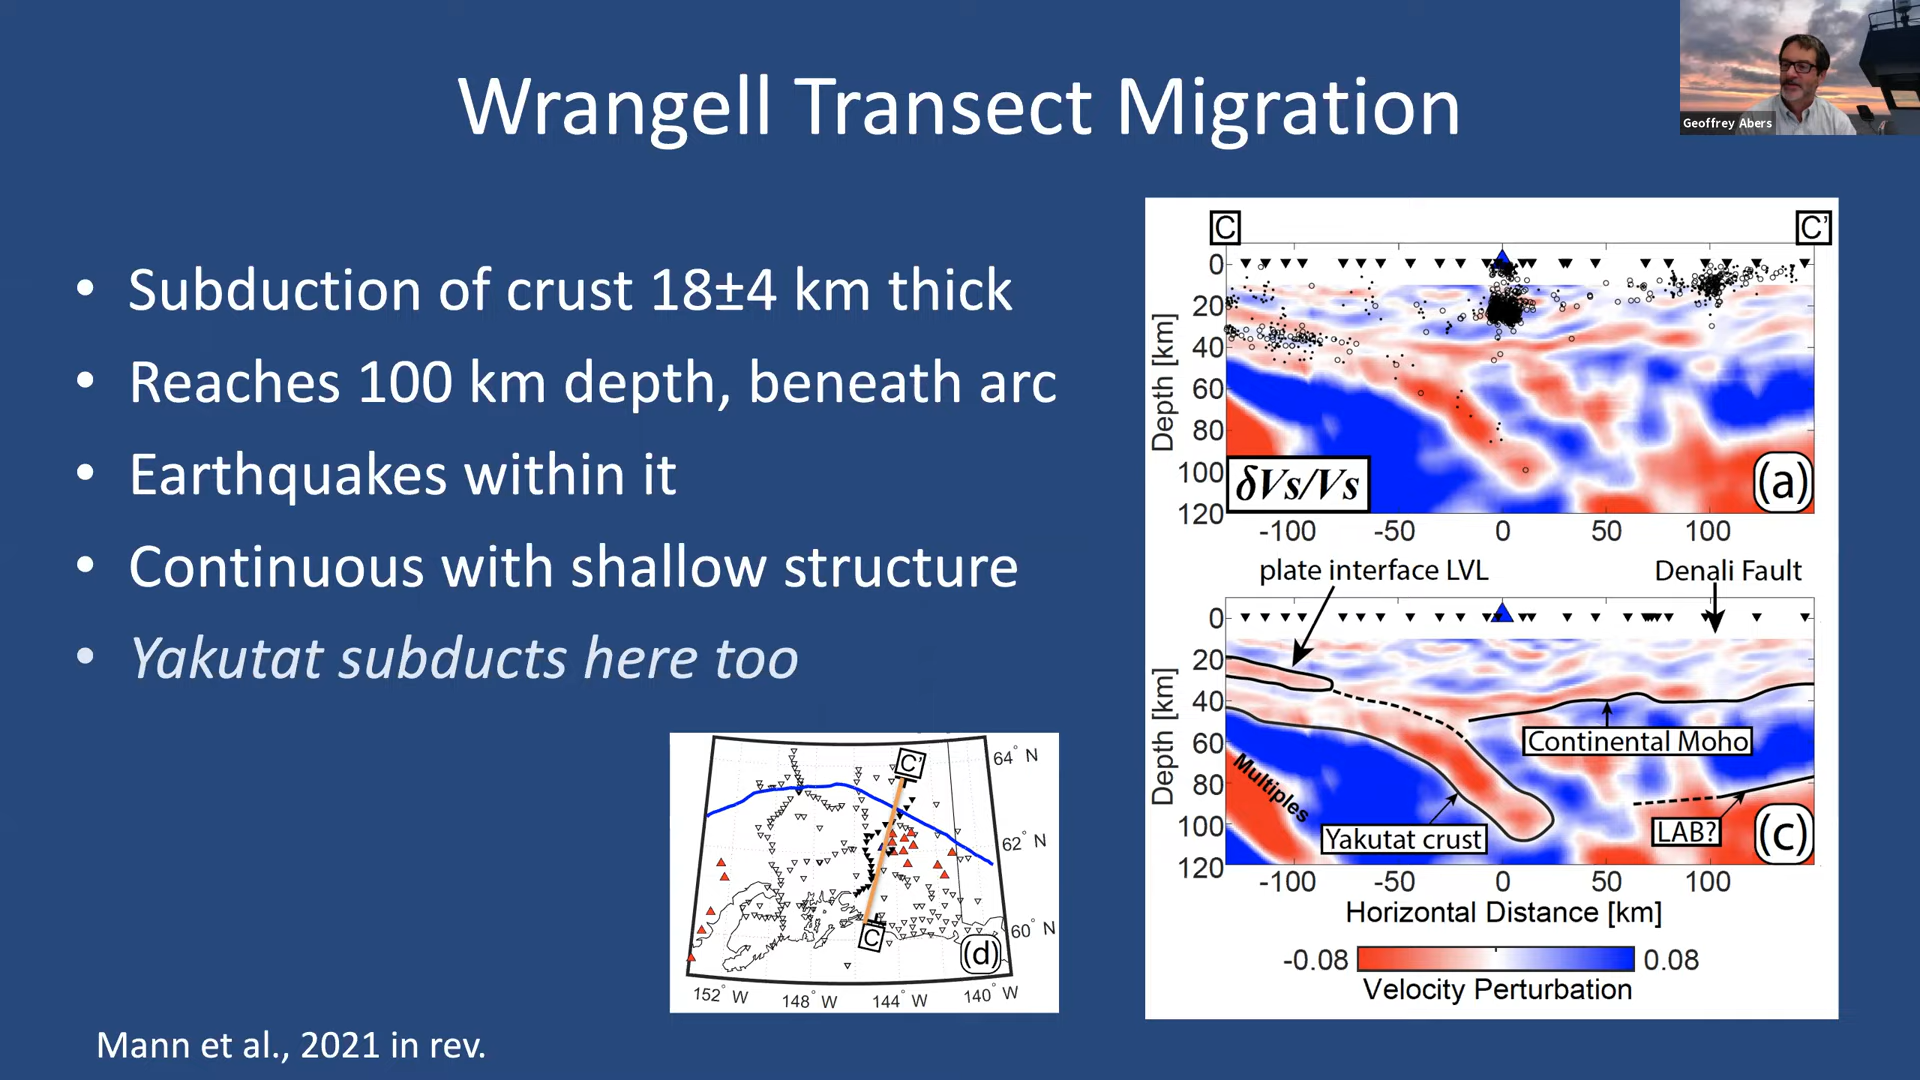 Wrangell Transect Migration
Geoffrey Abers
• Subduction of crust 18±4 km thick
• Reaches 100 km depth, beneath arc
• Earthquakes within it
• Continuous with shallow structure
• Yakutat subducts here too
Mann et al., 2021 in rev.
C'
64° N
62° N
60° N
C
(d)
152° W 148° W 144° W 140° W
C C'
Depth [km]
0
20
40
60
80
100
120
δVs/Vs
(a)
-100 -50 0 50 100
plate interface LVL
Denali Fault
Depth [km]
0
20
40
60
80
100
120
Continental Moho
Multiples
Yakutat crust
LAB?
(c)
-100 -50 0 50 100
Horizontal Distance [km]
-0.08 0.08
Velocity Perturbation